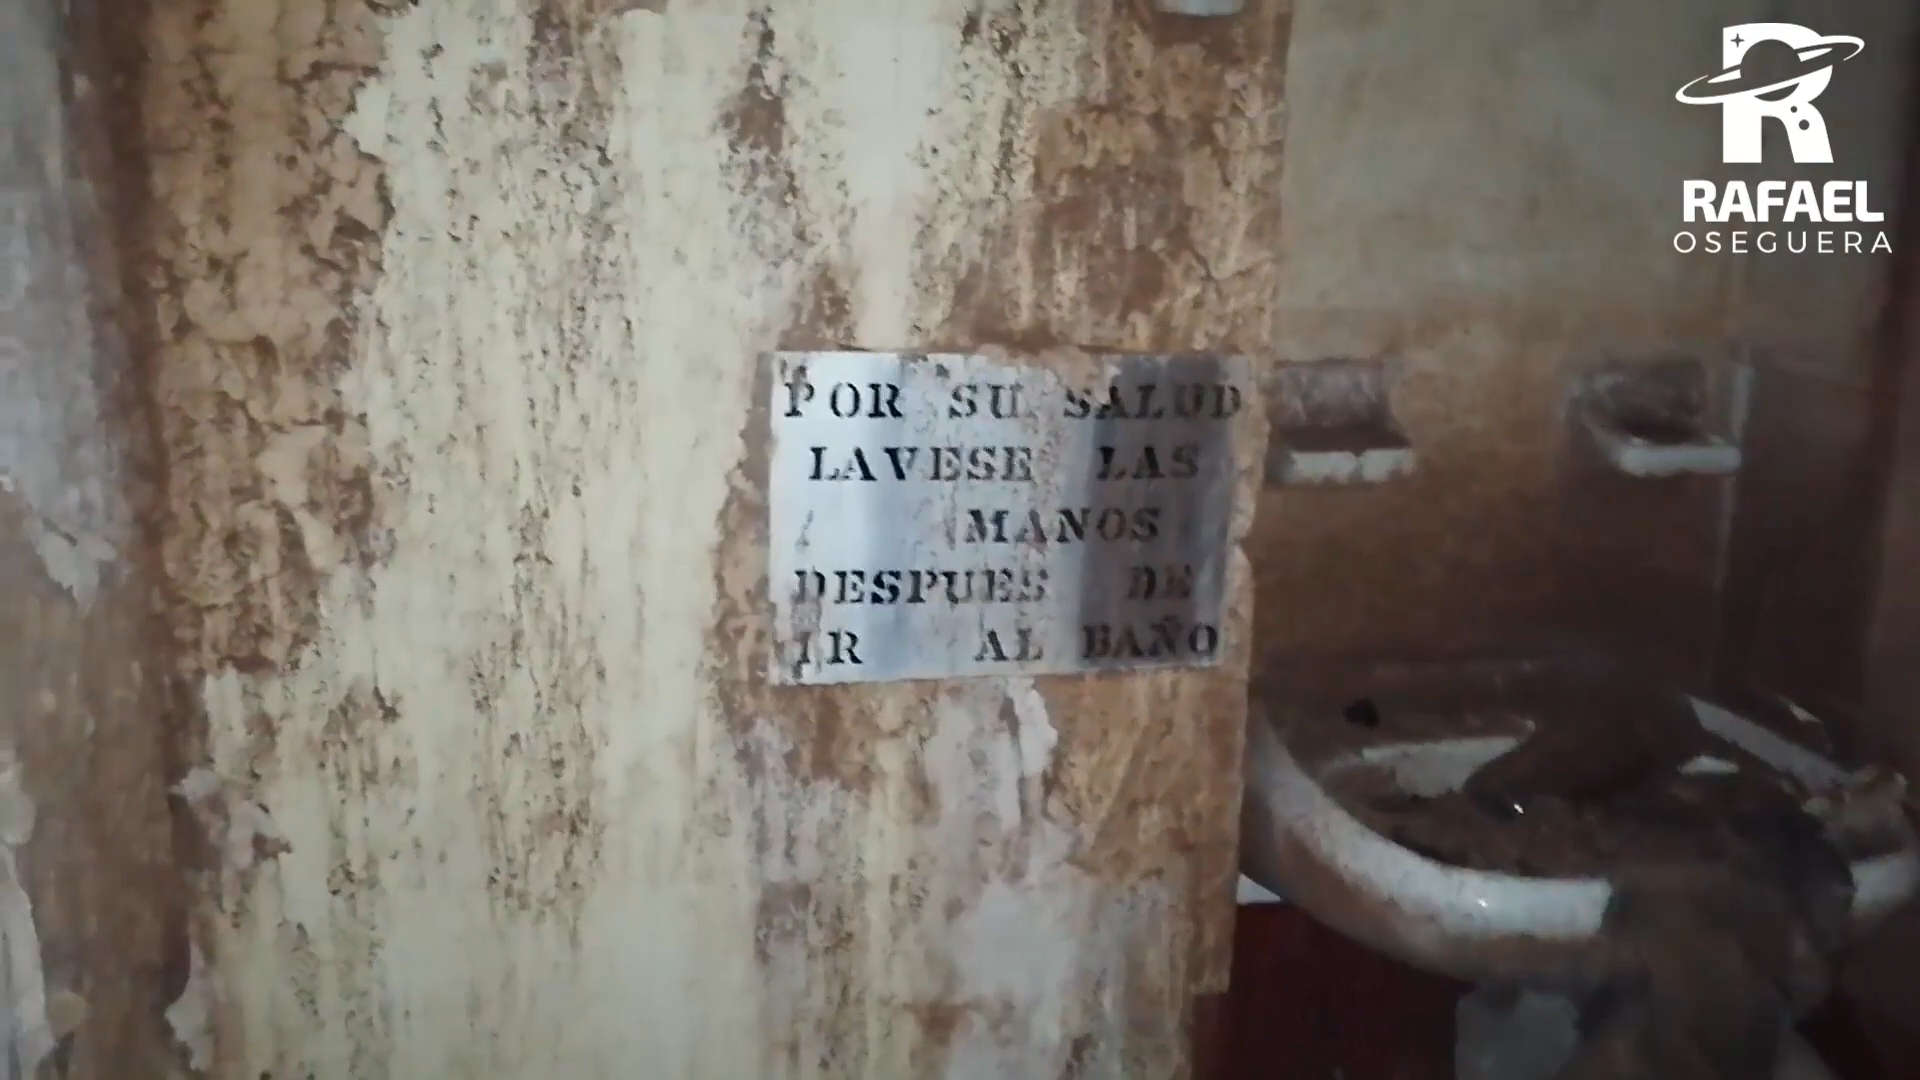 POR SU SALUD
LAVESE LAS
MANOS
DESPUES DE
IR AL BAÑO
RAFAEL
OSEGUERA